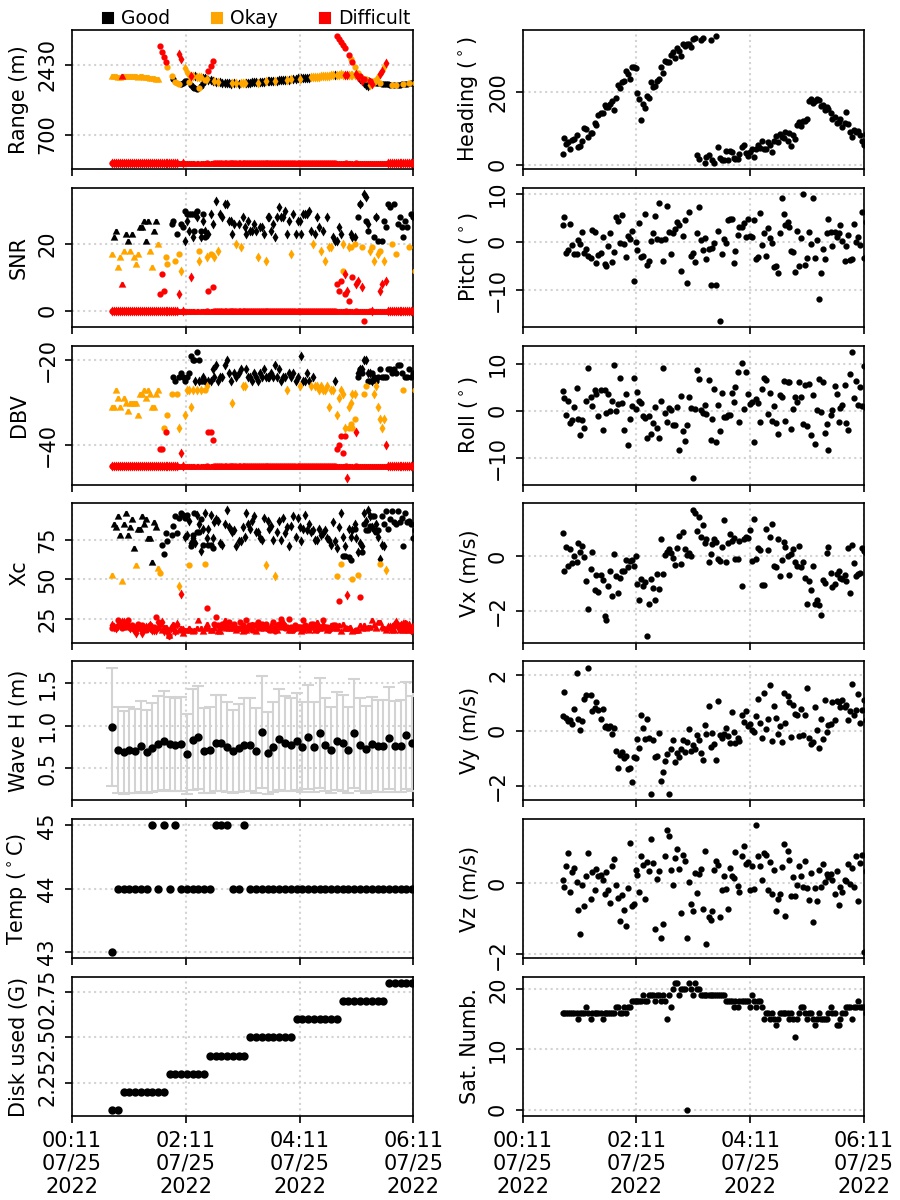 Good Okay Difficult
Range (m)
2430
700
Heading (°)
200
0
SNR
20
0
Pitch (°)
10
0
−10
DBV
−20
−40
Roll (°)
10
0
−10
Xc
75
50
25
Vx (m/s)
0
−2
Wave H (m)
1.5
1.0
0.5
Vy (m/s)
2
0
−2
Temp (°C)
45
44
43
Vz (m/s)
0
−2
Disk used (G)
2.75
2.50
2.25
Sat. Numb.
20
10
0
00:11 02:11 04:11 06:11 00:11 02:11 04:11 06:11
07/25 07/25 07/25 07/25 07/25 07/25 07/25 07/25
2022 2022 2022 2022 2022 2022 2022 2022